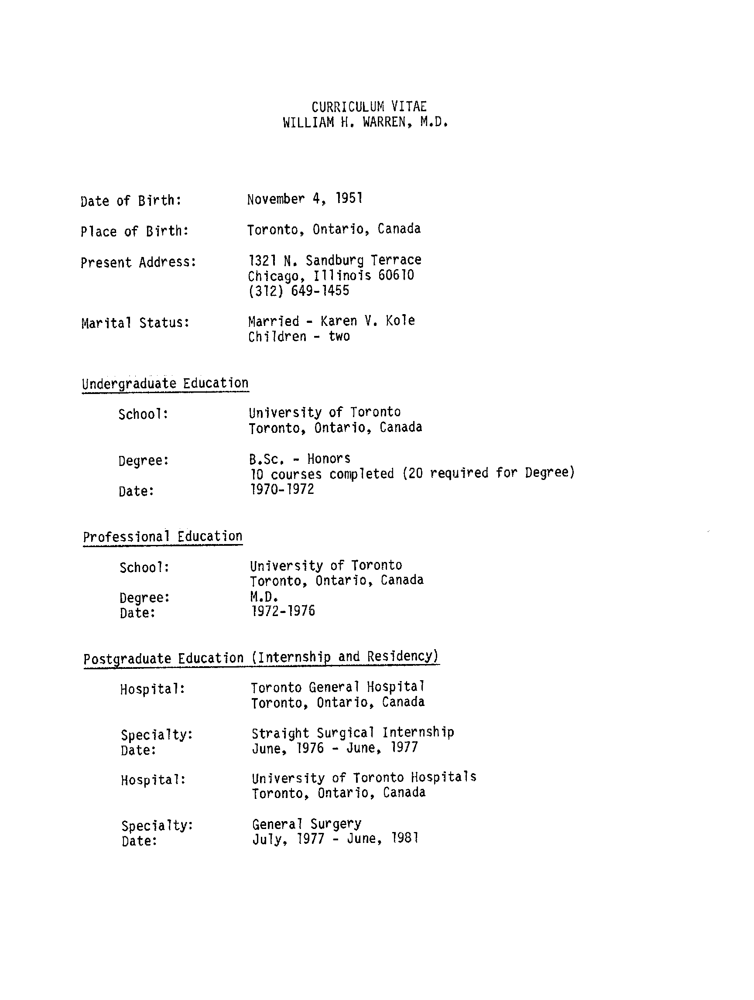 CURRICULUM VITAE
WILLIAM H. WARREN, M.D.
Date of Birth: November 4, 1951
Place of Birth: Toronto, Ontario, Canada
Present Address: 1321 N. Sandburg Terrace
Chicago, Illinois 60610
(312) 649-1455
Marital Status: Married - Karen V. Kole
Children - two
Undergraduate Education
School: University of Toronto
Toronto, Ontario, Canada
Degree: B.Sc. - Honors
10 courses completed (20 required for Degree)
Date: 1970-1972
Professional Education
School: University of Toronto
Toronto, Ontario, Canada
Degree: M.D.
Date: 1972-1976
Postgraduate Education (Internship and Residency)
Hospital: Toronto General Hospital
Toronto, Ontario, Canada
Specialty: Straight Surgical Internship
Date: June, 1976 - June, 1977
Hospital: University of Toronto Hospitals
Toronto, Ontario, Canada
Specialty: General Surgery
Date: July, 1977 - June, 1981